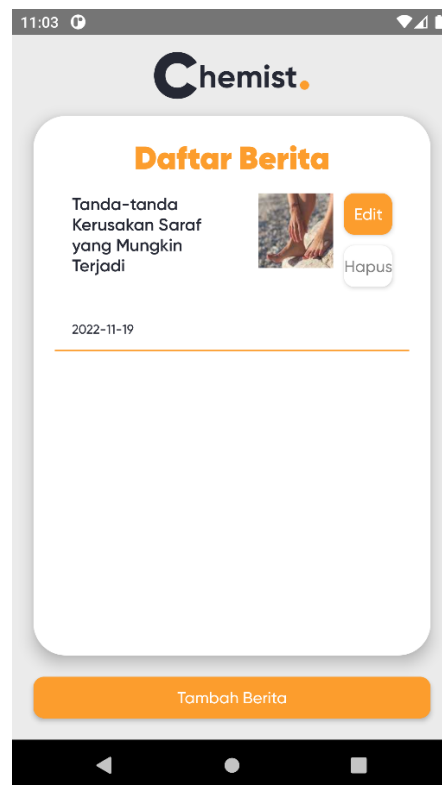 11:03
Chemist.
Daftar Berita
Tanda-tanda
Kerusakan Saraf
yang Mungkin
Terjadi
Edit
Hapus
2022-11-19
Tambah Berita